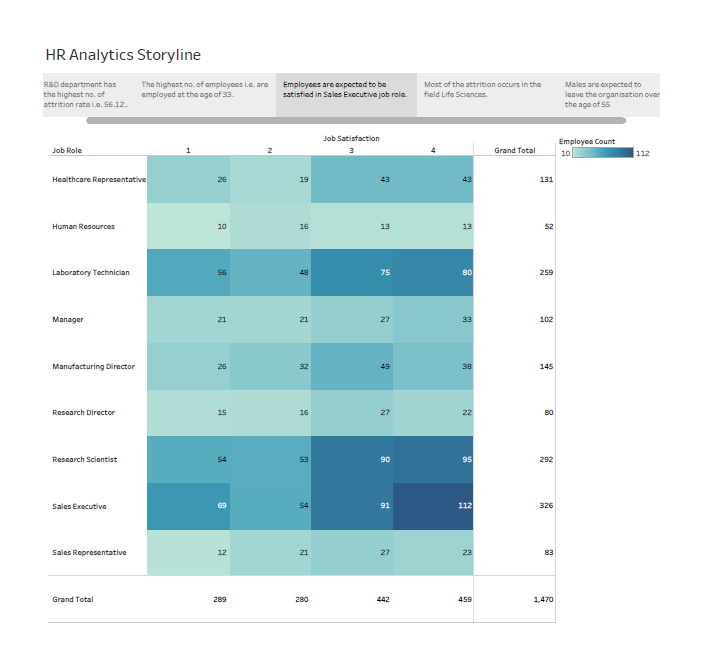 HR Analytics Storyline
R&D department has
the highest no. of
attrition rate i.e. 56.12..
The highest no. of employees i.e. are
employed at the age of 33.
Employees are expected to be
satisfied in Sales Executive job role.
Most of the attrition occurs in the
field Life Sciences.
Males are expected to
leave the organisation over
the age of 55
Job Satisfaction
Job Role 1 2 3 4 Grand Total
Healthcare Representative 26 19 43 43 131
Human Resources 10 16 13 13 52
Laboratory Technician 56 48 75 80 259
Manager 21 21 27 33 102
Manufacturing Director 26 32 49 38 145
Research Director 15 16 27 22 80
Research Scientist 54 53 90 95 292
Sales Executive 69 54 91 112 326
Sales Representative 12 21 27 23 83
Grand Total 289 280 442 459 1,470
Employee Count
10 112